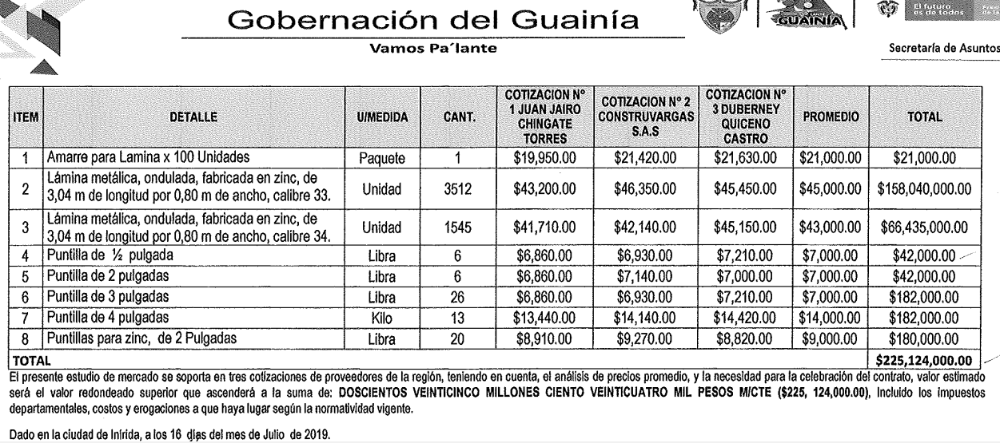 Gobernación del Guainía
Vamos Pa´lante
GUAINÍA
El futuro
es de todos
Secretaría de Asuntos
ITEM DETALLE U/MEDIDA CANT. COTIZACION Nº 1 JUAN JAIRO CHINGATE TORRES COTIZACION Nº 2 CONSTRUVARGAS S.A.S COTIZACION Nº 3 DUBERNEY QUICENO CASTRO PROMEDIO TOTAL
1 Amarre para Lamina x 100 Unidades Paquete 1 $19,950.00 $21,420.00 $21,630.00 $21,000.00 $21,000.00
2 Lámina metálica, ondulada, fabricada en zinc, de 3,04 m de longitud por 0,80 m de ancho, calibre 33. Unidad 3512 $43,200.00 $46,350.00 $45,450.00 $45,000.00 $158,040,000.00
3 Lámina metálica, ondulada, fabricada en zinc, de 3,04 m de longitud por 0,80 m de ancho, calibre 34. Unidad 1545 $41,710.00 $42,140.00 $45,150.00 $43,000.00 $66,435,000.00
4 Puntilla de ½ pulgada Libra 6 $6,860.00 $6,930.00 $7,210.00 $7,000.00 $42,000.00
5 Puntilla de 2 pulgadas Libra 6 $6,860.00 $7,140.00 $7,000.00 $7,000.00 $42,000.00
6 Puntilla de 3 pulgadas Libra 26 $6,860.00 $6,930.00 $7,210.00 $7,000.00 $182,000.00
7 Puntilla de 4 pulgadas Kilo 13 $13,440.00 $14,140.00 $14,420.00 $14,000.00 $182,000.00
8 Puntillas para zinc, de 2 Pulgadas Libra 20 $8,910.00 $9,270.00 $8,820.00 $9,000.00 $180,000.00
TOTAL $225,124,000.00
El presente estudio de mercado se soporta en tres cotizaciones de proveedores de la región, teniendo en cuenta, el análisis de precios promedio, y la necesidad para la celebración del contrato, valor estimado
será el valor redondeado superior que ascenderá a la suma de: DOSCIENTOS VEINTICINCO MILLONES CIENTO VEINTICUATRO MIL PESOS M/CTE ($225, 124,000.00), Incluido los impuestos
departamentales, costos y erogaciones a que haya lugar según la normatividad vigente.
Dado en la ciudad de Inírida, a los 16 días del mes de Julio de 2019.